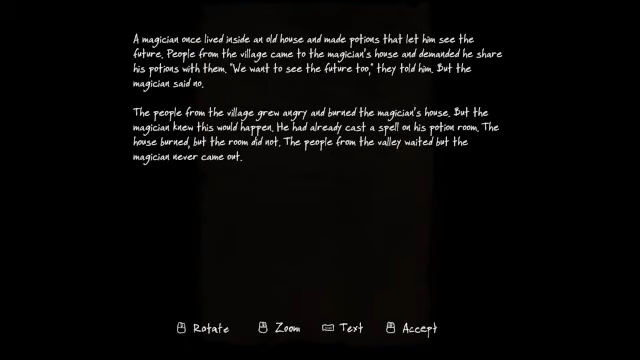 A magician once lived inside an old house and made potions that let him see the
future. People from the village came to the magician's house and demanded he share
his potions with them. "We want to see the future too," they told him. But the
magician said no.
The people from the village grew angry and burned the magician's house. But the
magician knew this would happen. He had already cast a spell on his potion room. The
house burned, but the room did not. The people from the valley waited but the
magician never came out.
Rotate Zoom Text Accept